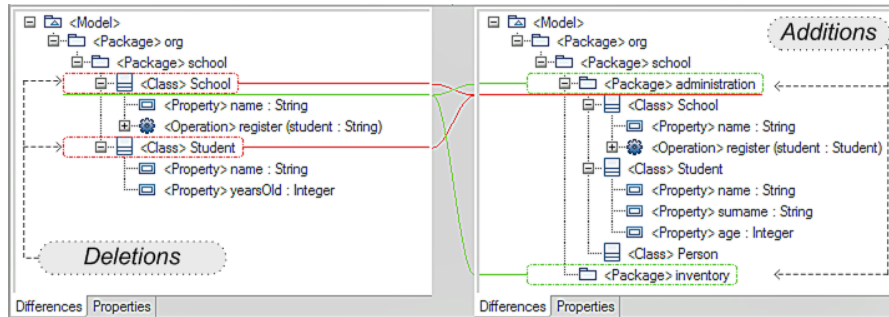 <Model>
<Package> org
<Package> school
<Class> School
<Property> name : String
<Operation> register (student : String)
<Class> Student
<Property> name : String
<Property> yearsOld : Integer
Deletions
Differences Properties
<Model>
Additions
<Package> org
<Package> school
<Package> administration
<Class> School
<Property> name : String
<Operation> register (student : Student)
<Class> Student
<Property> name : String
<Property> surname : String
<Property> age : Integer
<Class> Person
<Package> inventory
Differences Properties